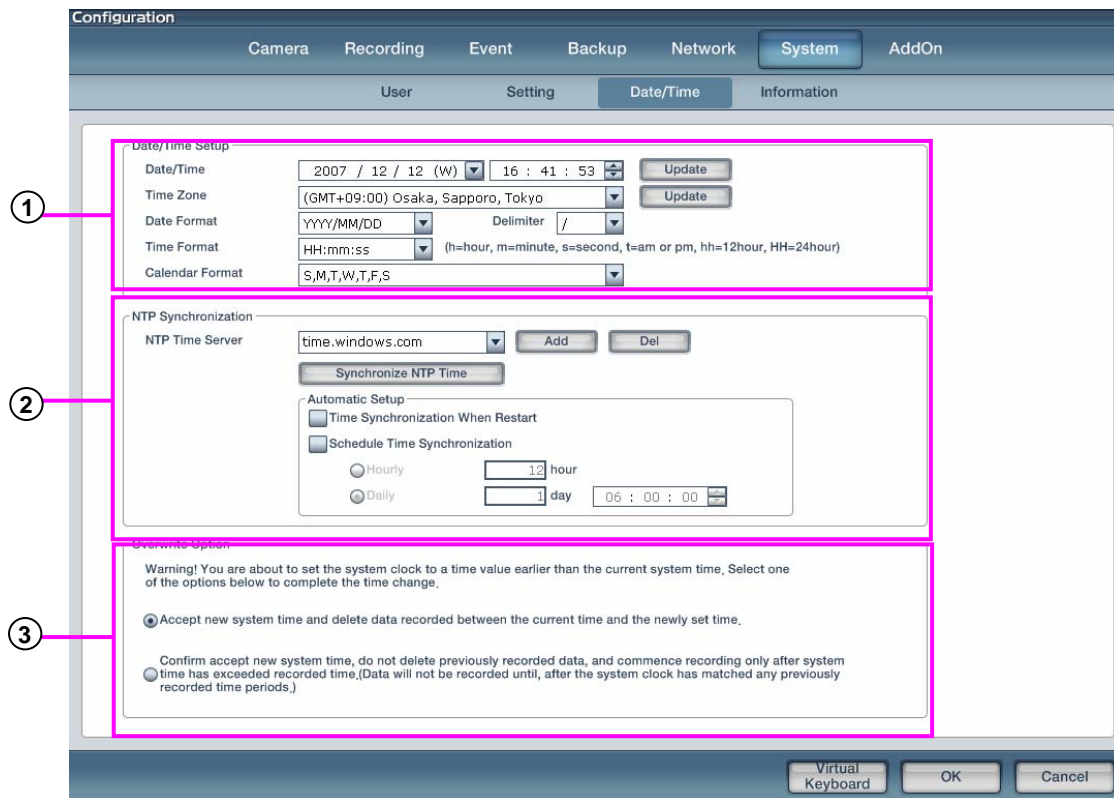 Configuration
Camera Recording Event Backup Network System AddOn
User Setting Date/Time Information
Date/Time Setup
Date/Time 2007 / 12 / 12 (W) 16 : 41 : 53 Update
Time Zone (GMT+09:00) Osaka, Sapporo, Tokyo Update
1
Date Format YYYY/MM/DD Delimiter /
Time Format HH:mm:ss (h=hour, m=minute, s=second, t=am or pm, hh=12hour, HH=24hour)
Calendar Format S,M,T,W,T,F,S
NTP Synchronization
NTP Time Server time.windows.com Add Del
Synchronize NTP Time
2
Automatic Setup
Time Synchronization When Restart
Schedule Time Synchronization
Hourly 12 hour
Daily 1 day 06 : 00 : 00
Overwrite Option
Warning! You are about to set the system clock to a time value earlier than the current system time. Select one
of the options below to complete the time change.
3
Accept new system time and delete data recorded between the current time and the newly set time.
Confirm accept new system time, do not delete previously recorded data, and commence recording only after system
time has exceeded recorded time.(Data will not be recorded until, after the system clock has matched any previously
recorded time periods.)
Virtual
Keyboard
OK Cancel